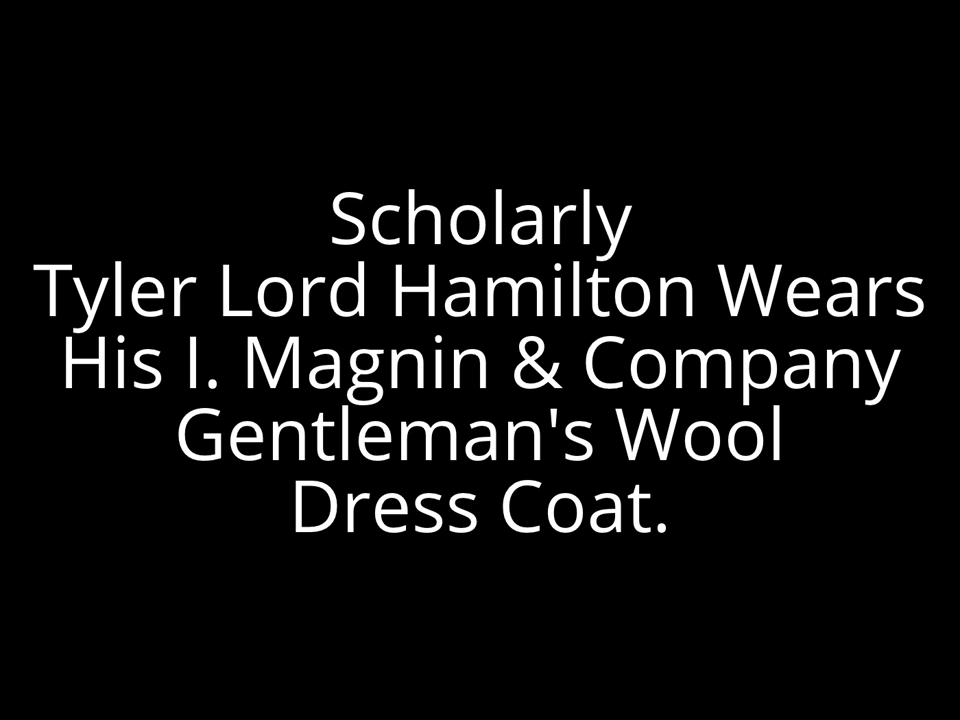 Scholarly
Tyler Lord Hamilton Wears
His I. Magnin & Company
Gentleman's Wool
Dress Coat.